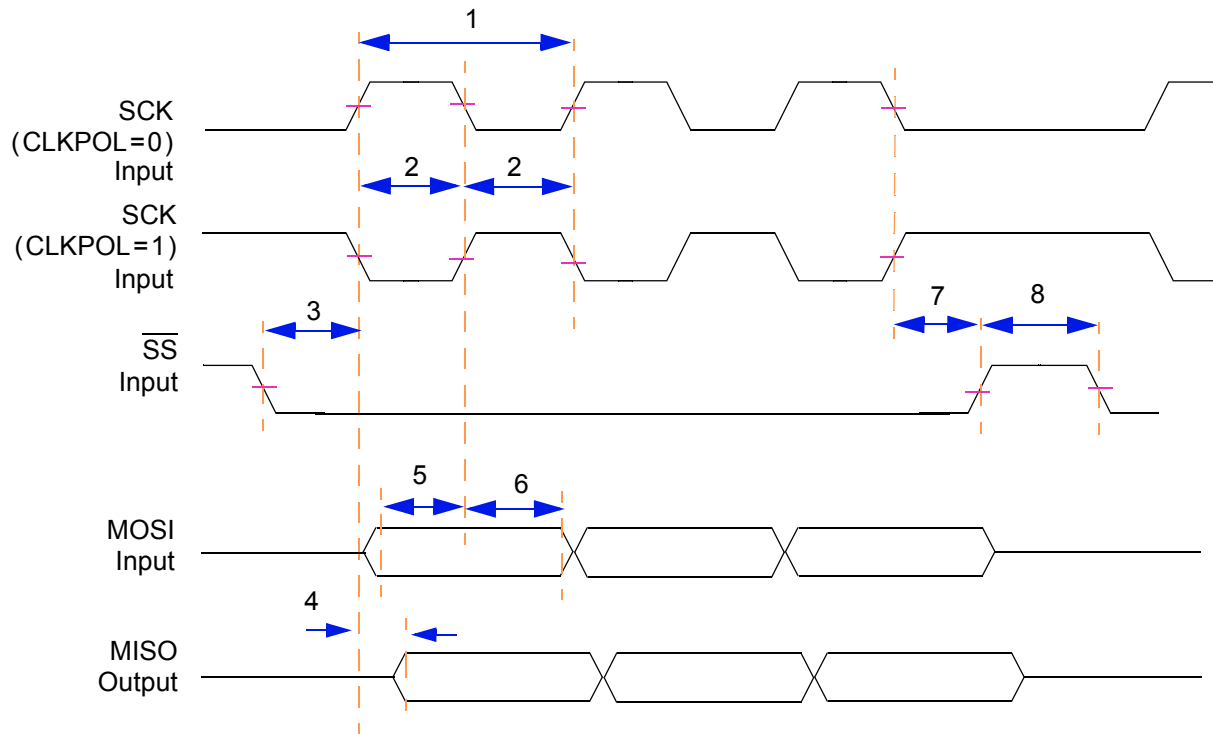 1
SCK
(CLKPOL=0)
Input
2 2
SCK
(CLKPOL=1)
Input
3
7 8
SS
Input
5 6
MOSI
Input
4
MISO
Output